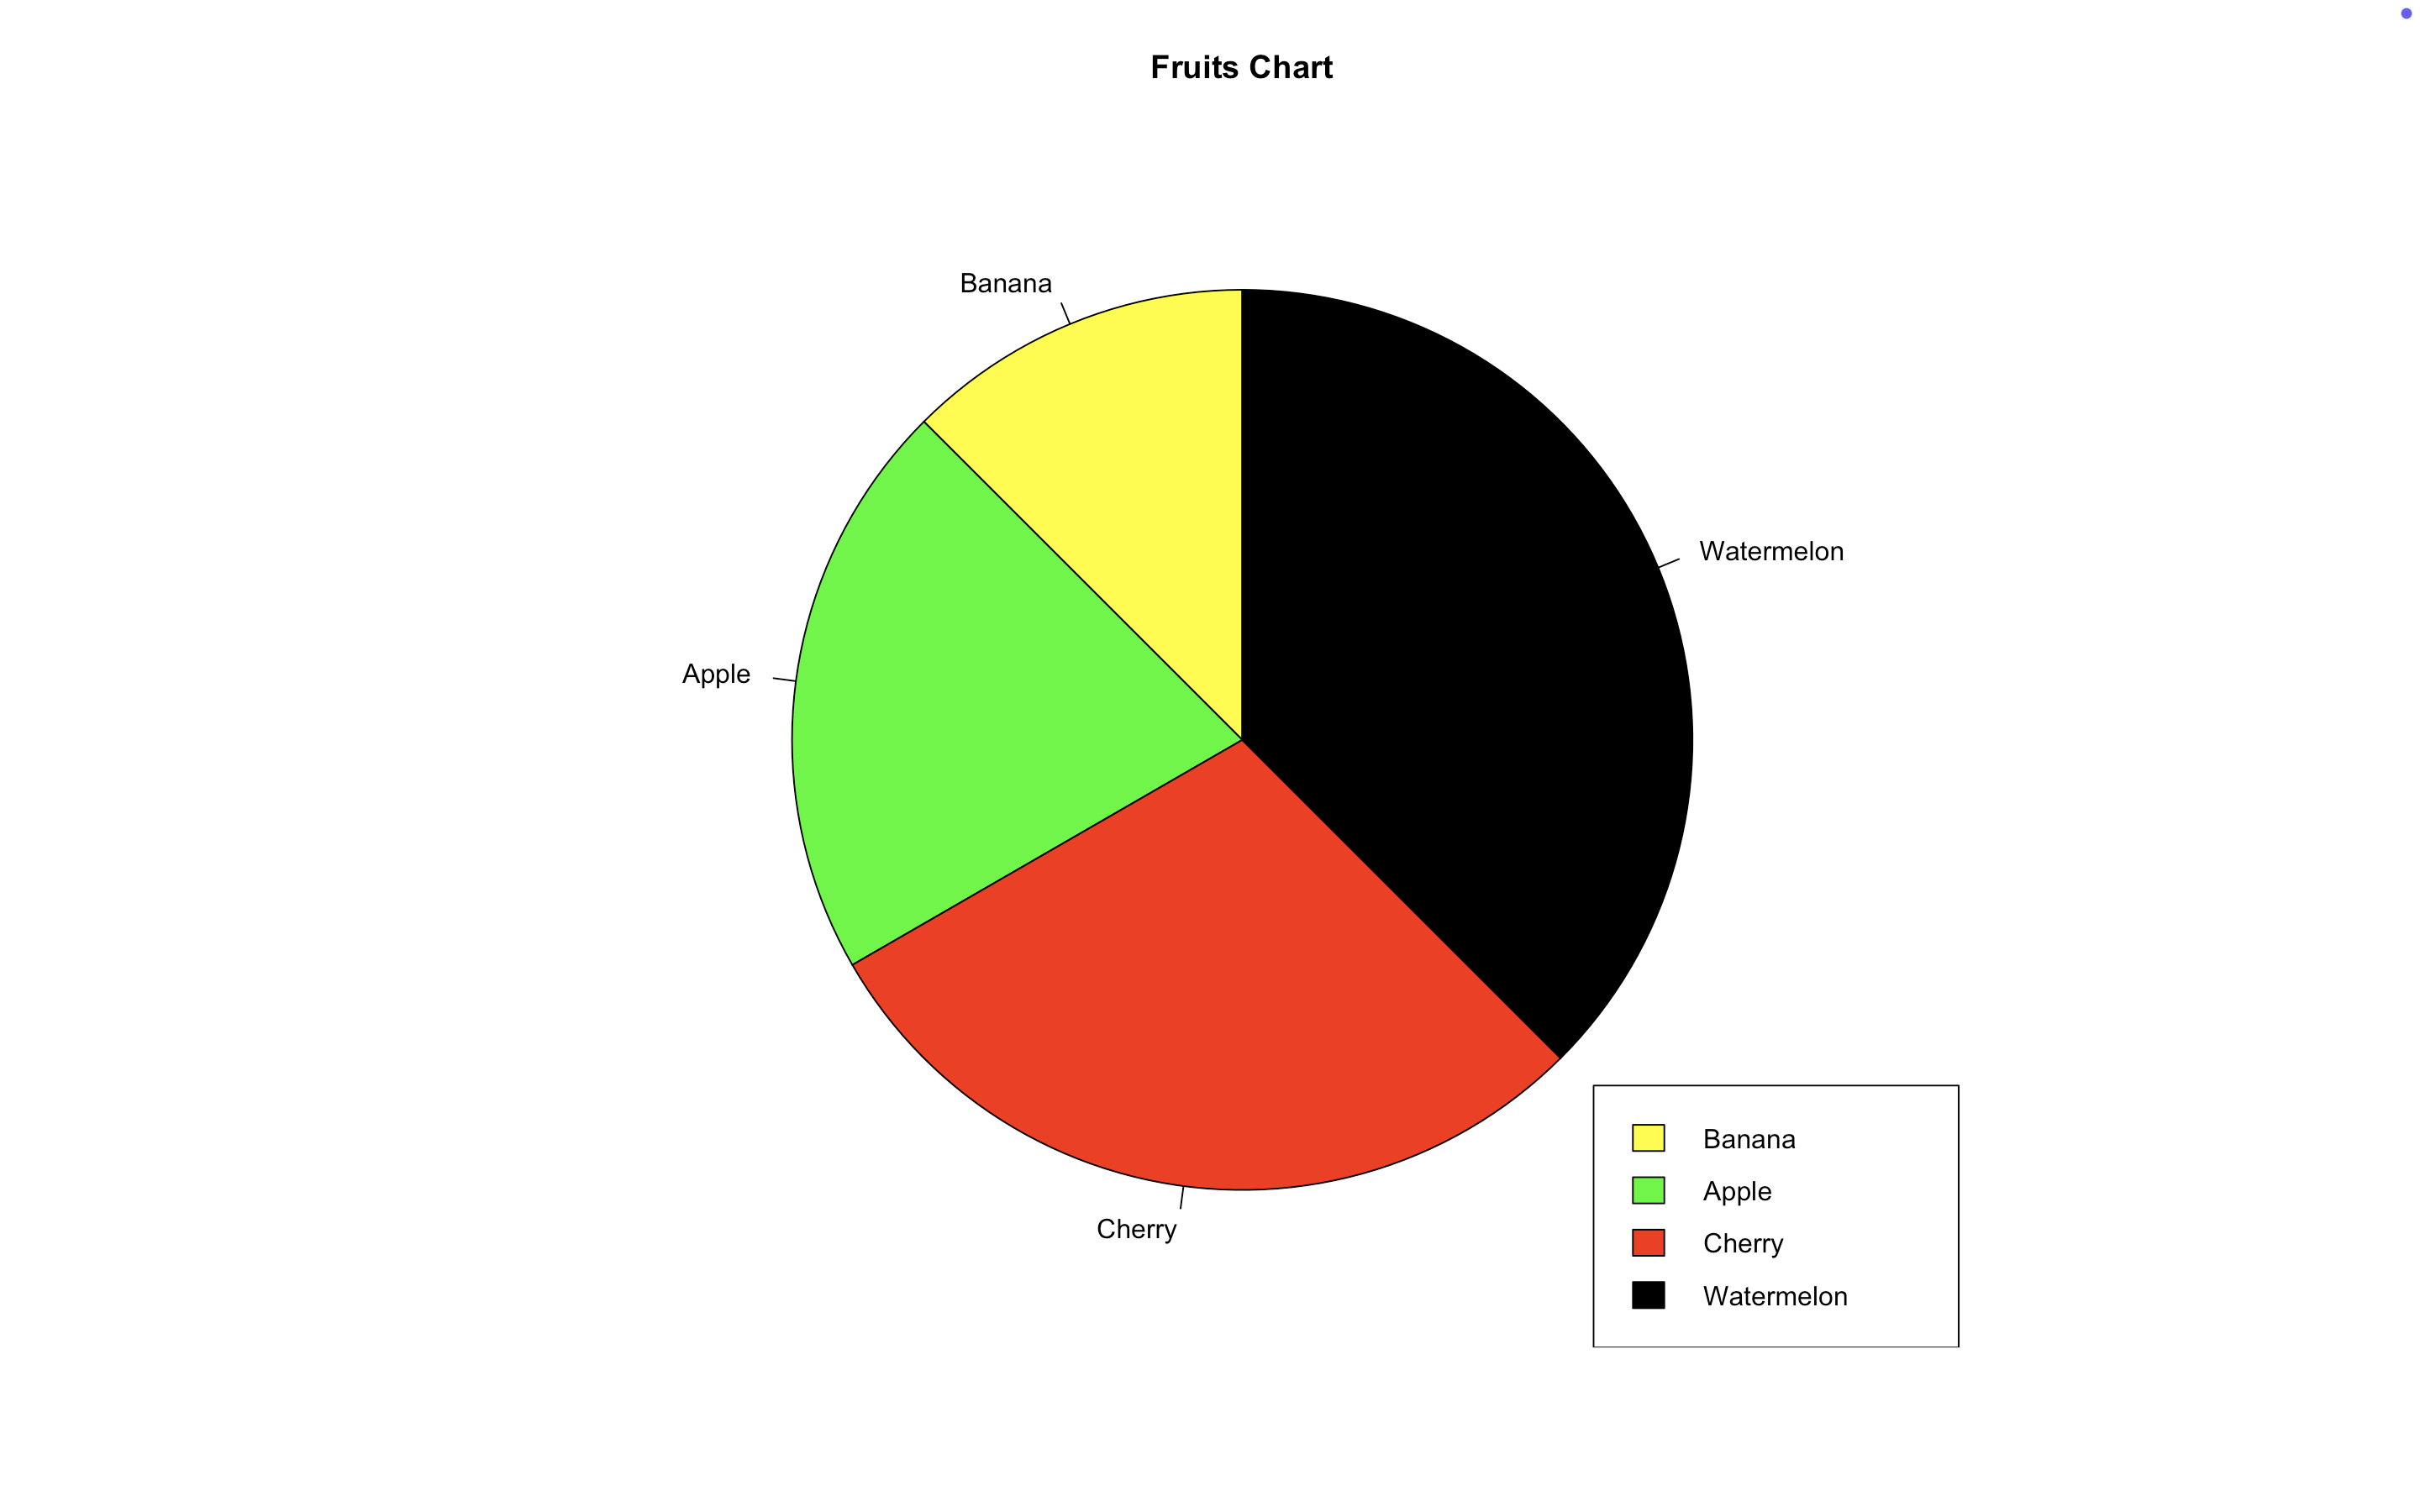 Fruits Chart
Banana
Watermelon
Apple
Cherry
Banana
Apple
Cherry
Watermelon